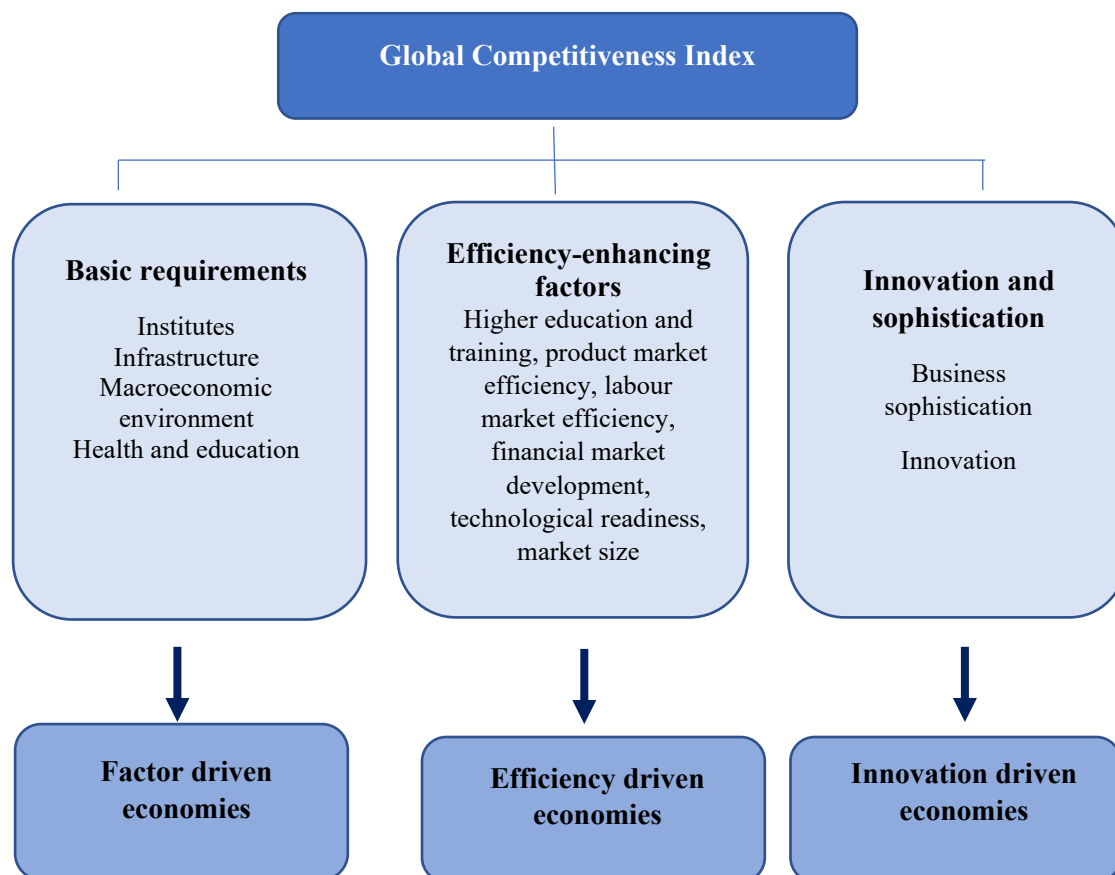 Global Competitiveness Index
Basic requirements
Institutes
Infrastructure
Macroeconomic
environment
Health and education
Efficiency-enhancing
factors
Higher education and
training, product market
efficiency, labour
market efficiency,
financial market
development,
technological readiness,
market size
Innovation and
sophistication
Business
sophistication
Innovation
Factor driven
economies
Efficiency driven
economies
Innovation driven
economies